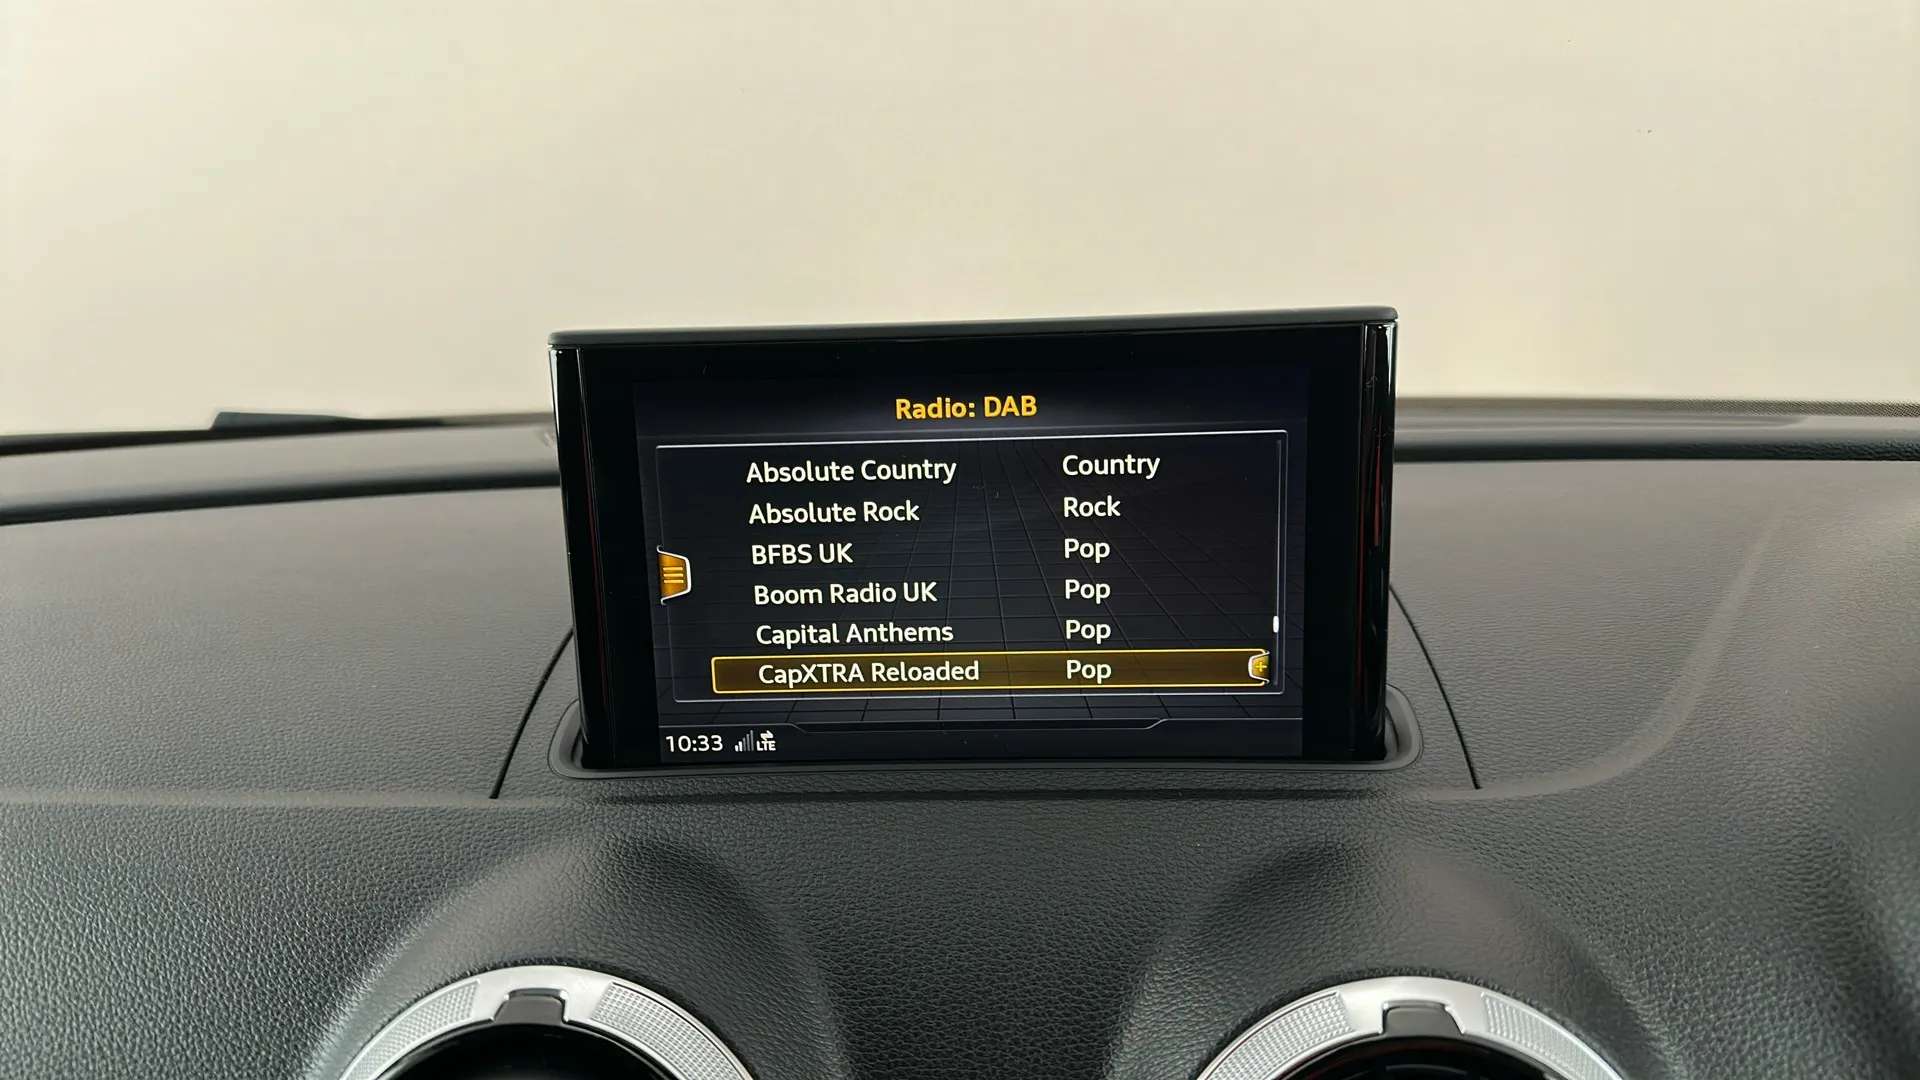 Radio: DAB
Absolute Country Country
Absolute Rock Rock
BFBS UK Pop
Boom Radio UK Pop
Capital Anthems Pop
CapXTRA Reloaded Pop
10:33 LTE